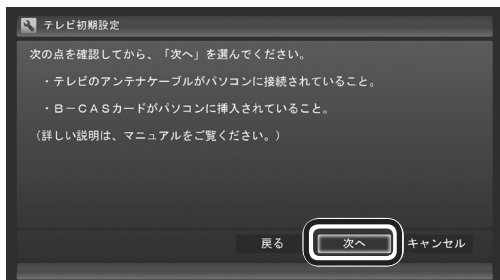 テレビ初期設定
次の点を確認してから、「次へ」を選んでください。
・テレビのアンテナケーブルがパソコンに接続されていること。
・B－CASカードがパソコンに挿入されていること。
（詳しい説明は、マニュアルをご覧ください。）
戻る 次へ キャンセル